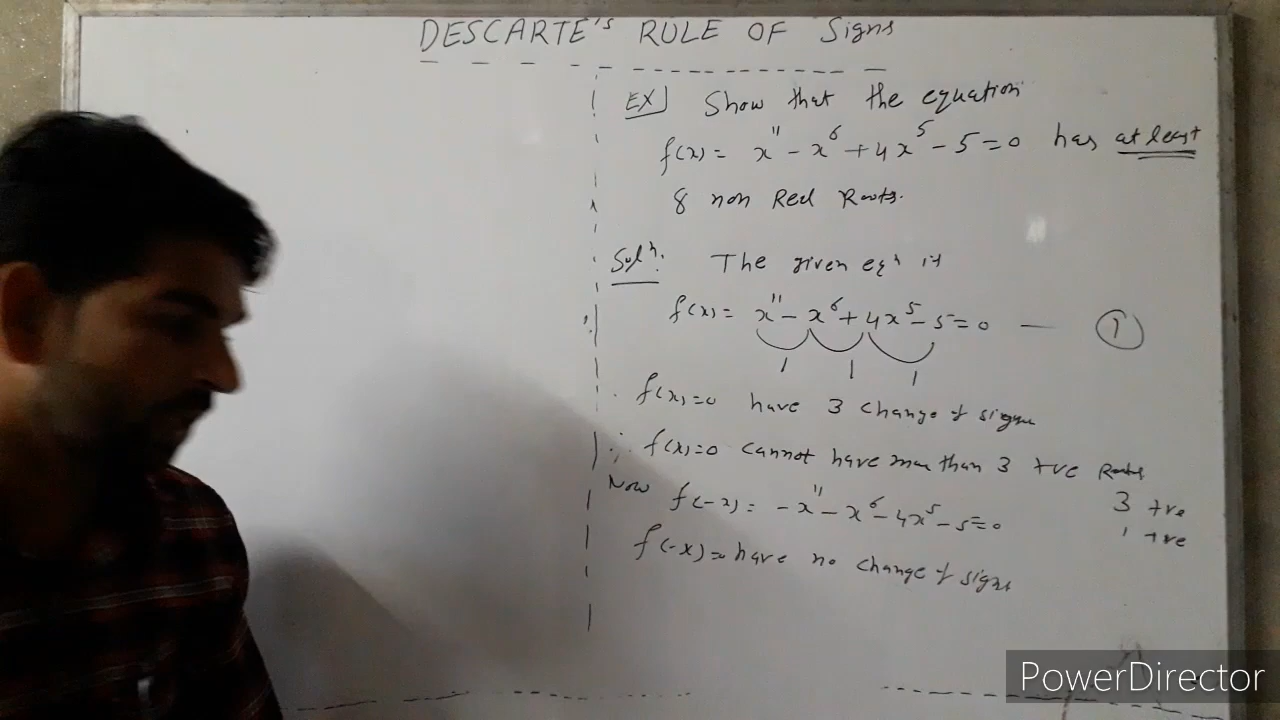 DESCARTE's RULE OF Signs
EX] Show that the equation
f(x) = x¹¹ - x⁶ + 4x⁵ - 5 = 0 has at least
8 non Real Roots.
Solⁿ. The given eqⁿ is
f(x) = x¹¹ - x⁶ + 4x⁵ - 5 = 0 — ①
1 1 1
f(x)=0 have 3 change of signs
∴ f(x)=0 cannot have more than 3 +ve Roots
Now f(-x) = -x¹¹ - x⁶ - 4x⁵ - 5 = 0
3 +ve
1 +ve
f(-x)=0 have no change of signs
PowerDirector